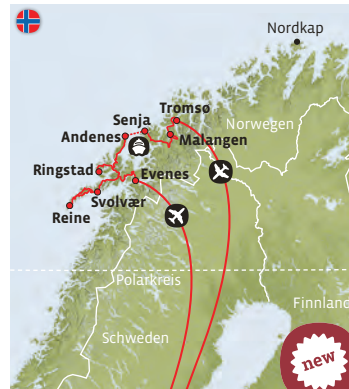 Nordkap
Tromsø
Senja
Norwegen
Andenes
Malangen
Ringstad
Evenes
Svolvær
Reine
Polarkreis
Finnland
Schweden
new